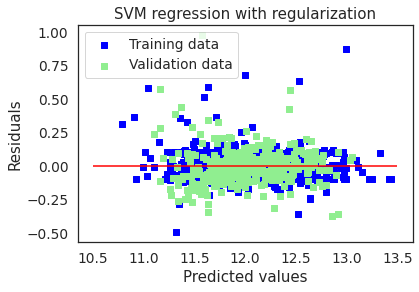 SVM regression with regularization
1.00
0.75
0.50
0.25
0.00
−0.25
−0.50
Residuals
Training data
Validation data
10.5 11.0 11.5 12.0 12.5 13.0 13.5
Predicted values